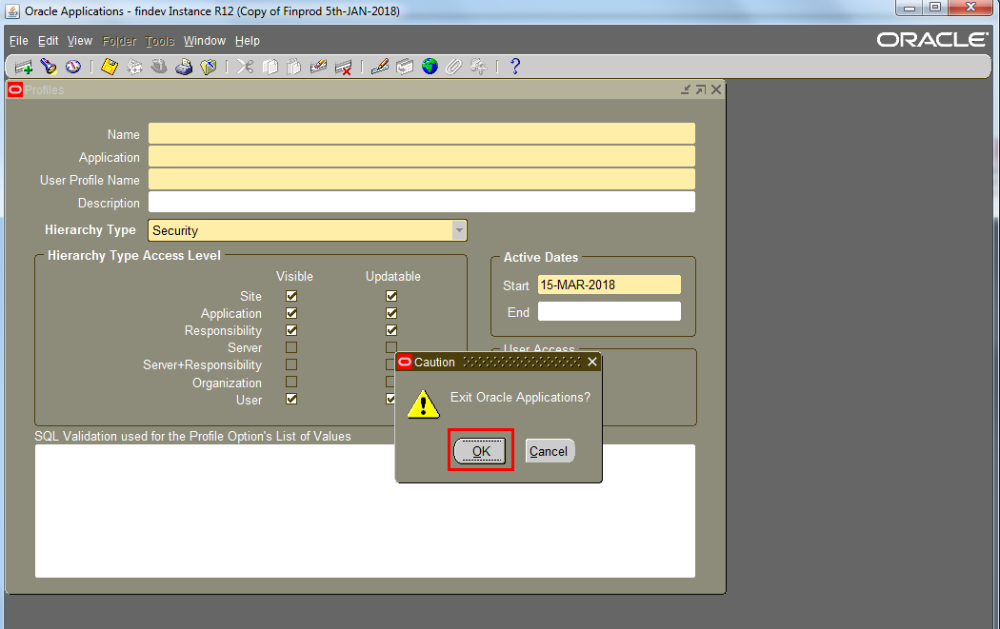 Oracle Applications - findev Instance R12 (Copy of Finprod 5th-JAN-2018)
File Edit View Folder Tools Window Help
ORACLE
Profiles
Name
Application
User Profile Name
Description
Hierarchy Type Security
Hierarchy Type Access Level
Visible Updatable
Site
Application
Responsibility
Server
Server+Responsibility
Organization
User
Active Dates
Start 15-MAR-2018
End
User Access
Caution
Exit Oracle Applications?
OK Cancel
SQL Validation used for the Profile Option's List of Values